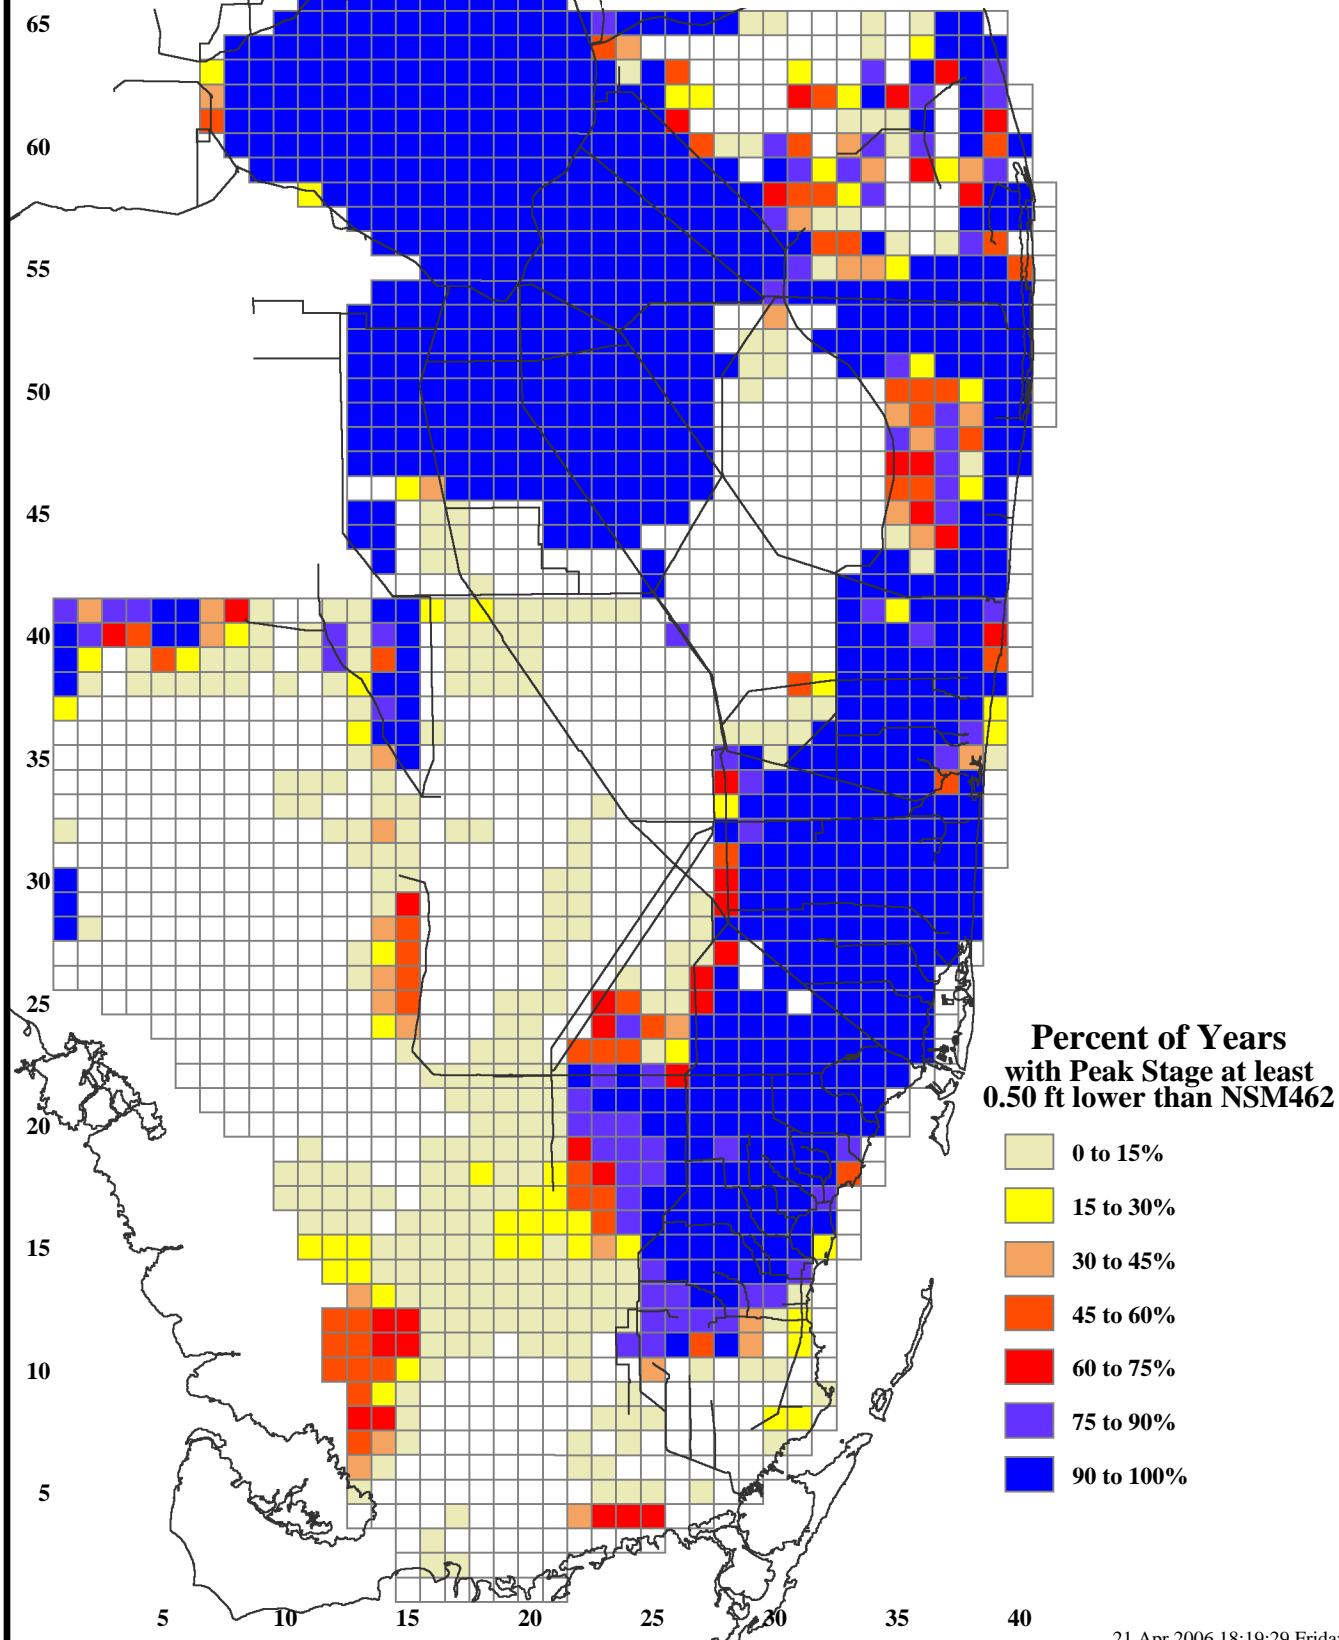 65
60
55
50
45
40
35
30
25
20
15
10
5
Percent of Years
with Peak Stage at least
0.50 ft lower than NSM462
0 to 15%
15 to 30%
30 to 45%
45 to 60%
60 to 75%
75 to 90%
90 to 100%
5 10 15 20 25 30 35 40
21 Apr 2006 18:19:29 Friday